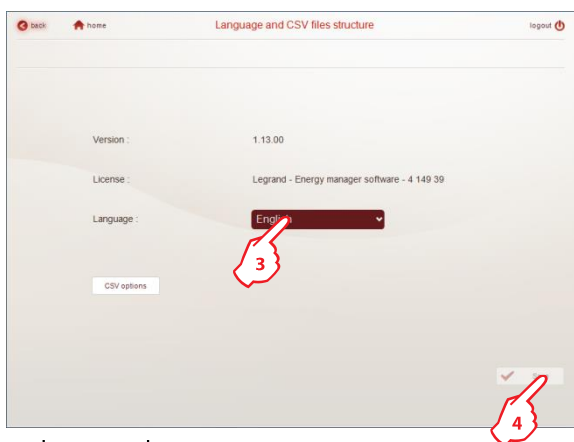 back home Language and CSV files structure logout
Version : 1.13.00
License : Legrand - Energy manager software - 4 149 39
Language : English
3
CSV options
4